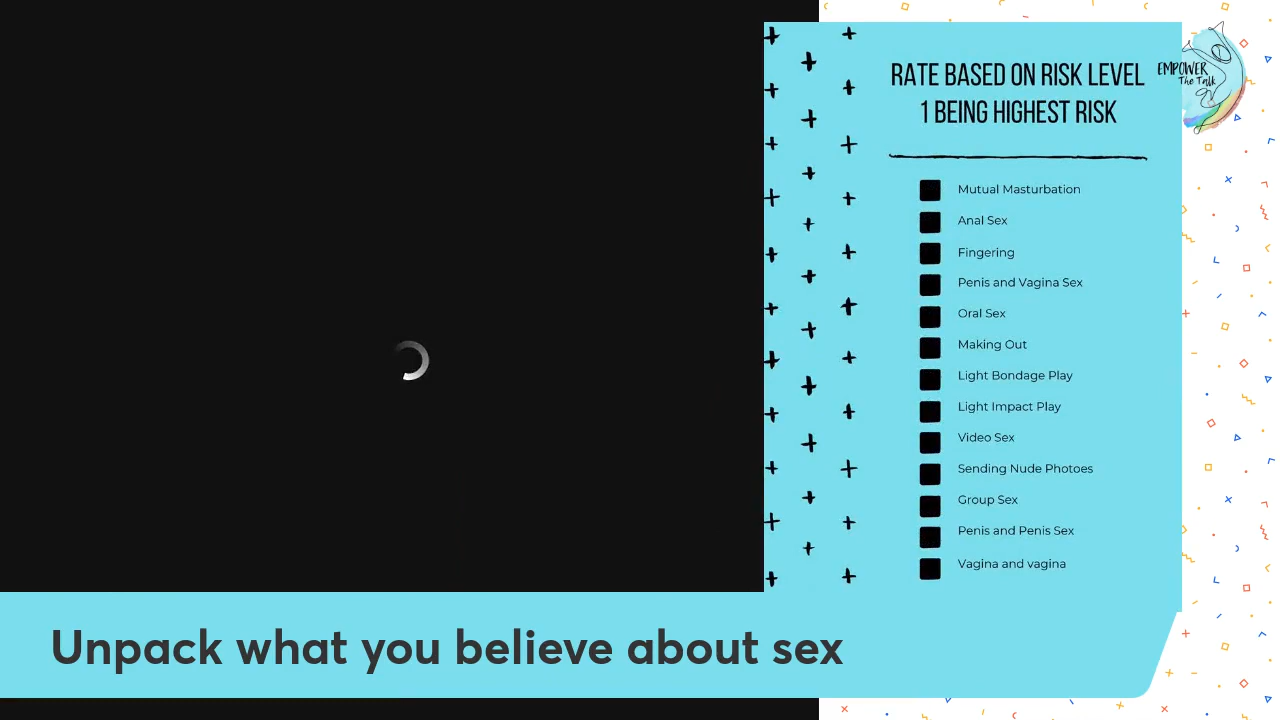 RATE BASED ON RISK LEVEL
1 BEING HIGHEST RISK
EMPOWER
The Talk
Mutual Masturbation
Anal Sex
Fingering
Penis and Vagina Sex
Oral Sex
Making Out
Light Bondage Play
Light Impact Play
Video Sex
Sending Nude Photoes
Group Sex
Penis and Penis Sex
Vagina and vagina
Unpack what you believe about sex